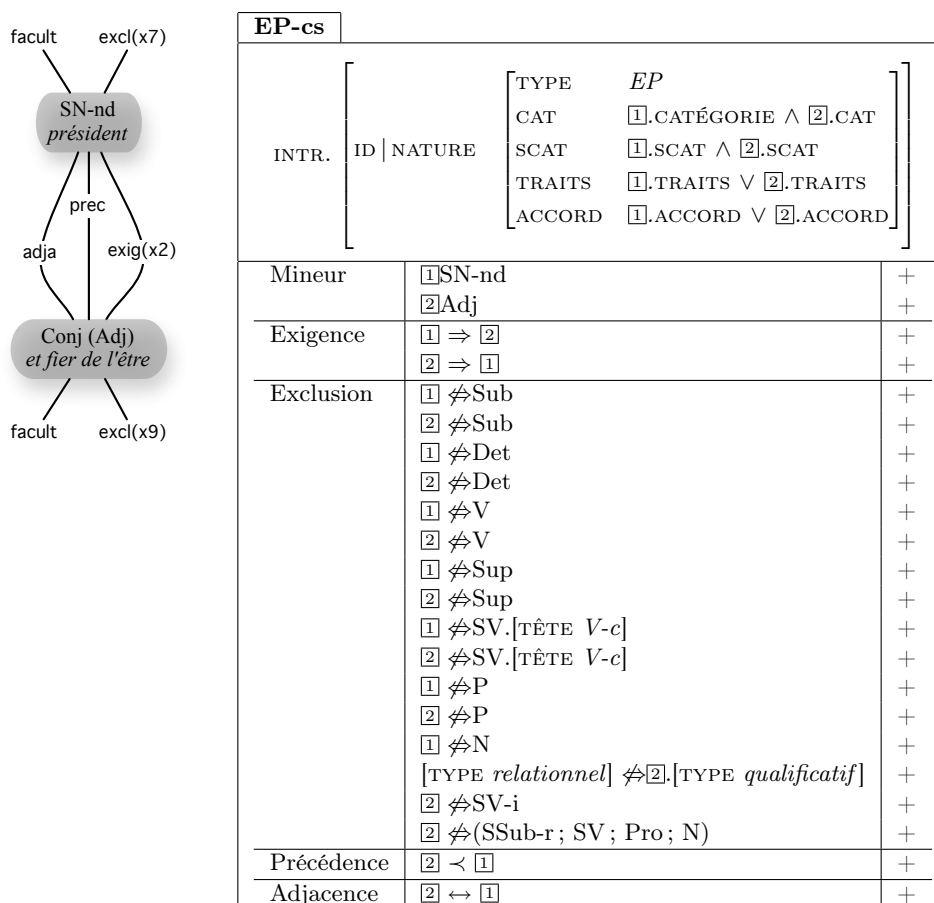 facult excl(x7)
SN-nd
président
prec
adja exig(x2)
Conj (Adj)
et fier de l'être
facult excl(x9)
EP-cs
INTR. [ID | NATURE [TYPE EP
CAT [1].CATÉGORIE ∧ [2].CAT
SCAT [1].SCAT ∧ [2].SCAT
TRAITS [1].TRAITS ∨ [2].TRAITS
ACCORD [1].ACCORD ∨ [2].ACCORD]]
Mineur [1]SN-nd +
[2]Adj +
Exigence [1] ⇒ [2] +
[2] ⇒ [1] +
Exclusion [1] ⇎Sub +
[2] ⇎Sub +
[1] ⇎Det +
[2] ⇎Det +
[1] ⇎V +
[2] ⇎V +
[1] ⇎Sup +
[2] ⇎Sup +
[1] ⇎SV.[TÊTE V-c] +
[2] ⇎SV.[TÊTE V-c] +
[1] ⇎P +
[2] ⇎P +
[1] ⇎N +
[TYPE relationnel] ⇎[2].[TYPE qualificatif] +
[2] ⇎SV-i +
[2] ⇎(SSub-r ; SV ; Pro ; N) +
Précédence [2] ≺ [1] +
Adjacence [2] ↔ [1] +